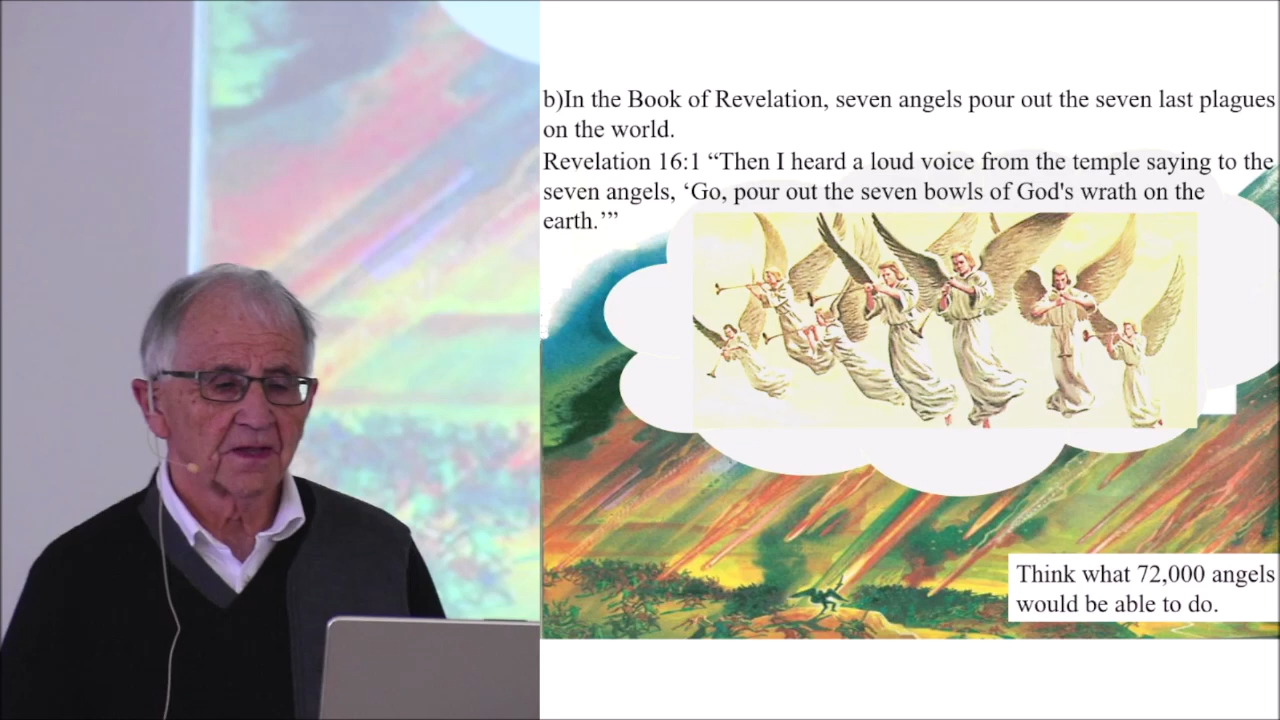 b)In the Book of Revelation, seven angels pour out the seven last plagues
on the world.
Revelation 16:1 “Then I heard a loud voice from the temple saying to the
seven angels, ‘Go, pour out the seven bowls of God's wrath on the
earth.’”
Think what 72,000 angels
would be able to do.